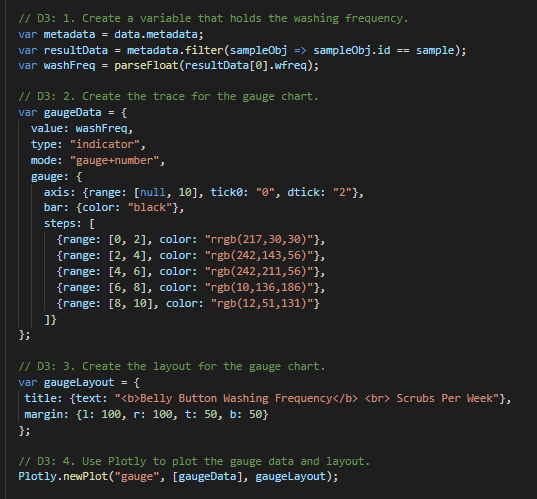 // D3: 1. Create a variable that holds the washing frequency.
var metadata = data.metadata;
var resultData = metadata.filter(sampleObj => sampleObj.id == sample);
var washFreq = parseFloat(resultData[0].wfreq);
// D3: 2. Create the trace for the gauge chart.
var gaugeData = {
value: washFreq,
type: "indicator",
mode: "gauge+number",
gauge: {
axis: {range: [null, 10], tick0: "0", dtick: "2"},
bar: {color: "black"},
steps: [
{range: [0, 2], color: "rrgb(217,30,30)"},
{range: [2, 4], color: "rgb(242,143,56)"},
{range: [4, 6], color: "rgb(242,211,56)"},
{range: [6, 8], color: "rgb(10,136,186)"},
{range: [8, 10], color: "rgb(12,51,131)"}
]}
};
// D3: 3. Create the layout for the gauge chart.
var gaugeLayout = {
title: {text: "<b>Belly Button Washing Frequency</b> <br> Scrubs Per Week"},
margin: {l: 100, r: 100, t: 50, b: 50}
};
// D3: 4. Use Plotly to plot the gauge data and layout.
Plotly.newPlot("gauge", [gaugeData], gaugeLayout);